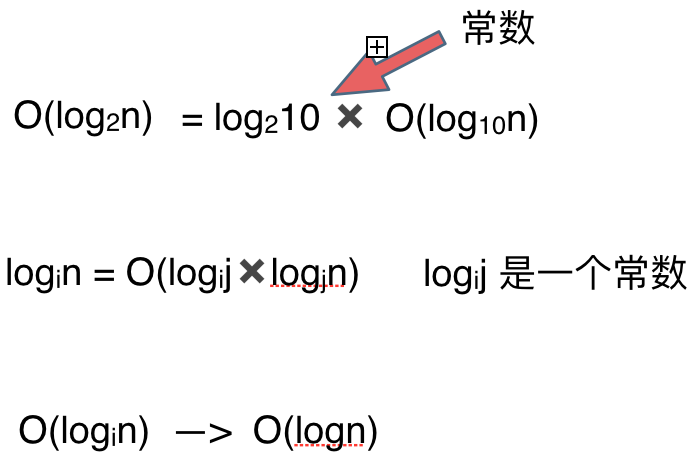 常数
O(log₂n) = log₂10 ✖ O(log₁₀n)
logᵢn = O(logᵢj ✖ logⱼn) logᵢj 是一个常数
O(logᵢn) —> O(logn)